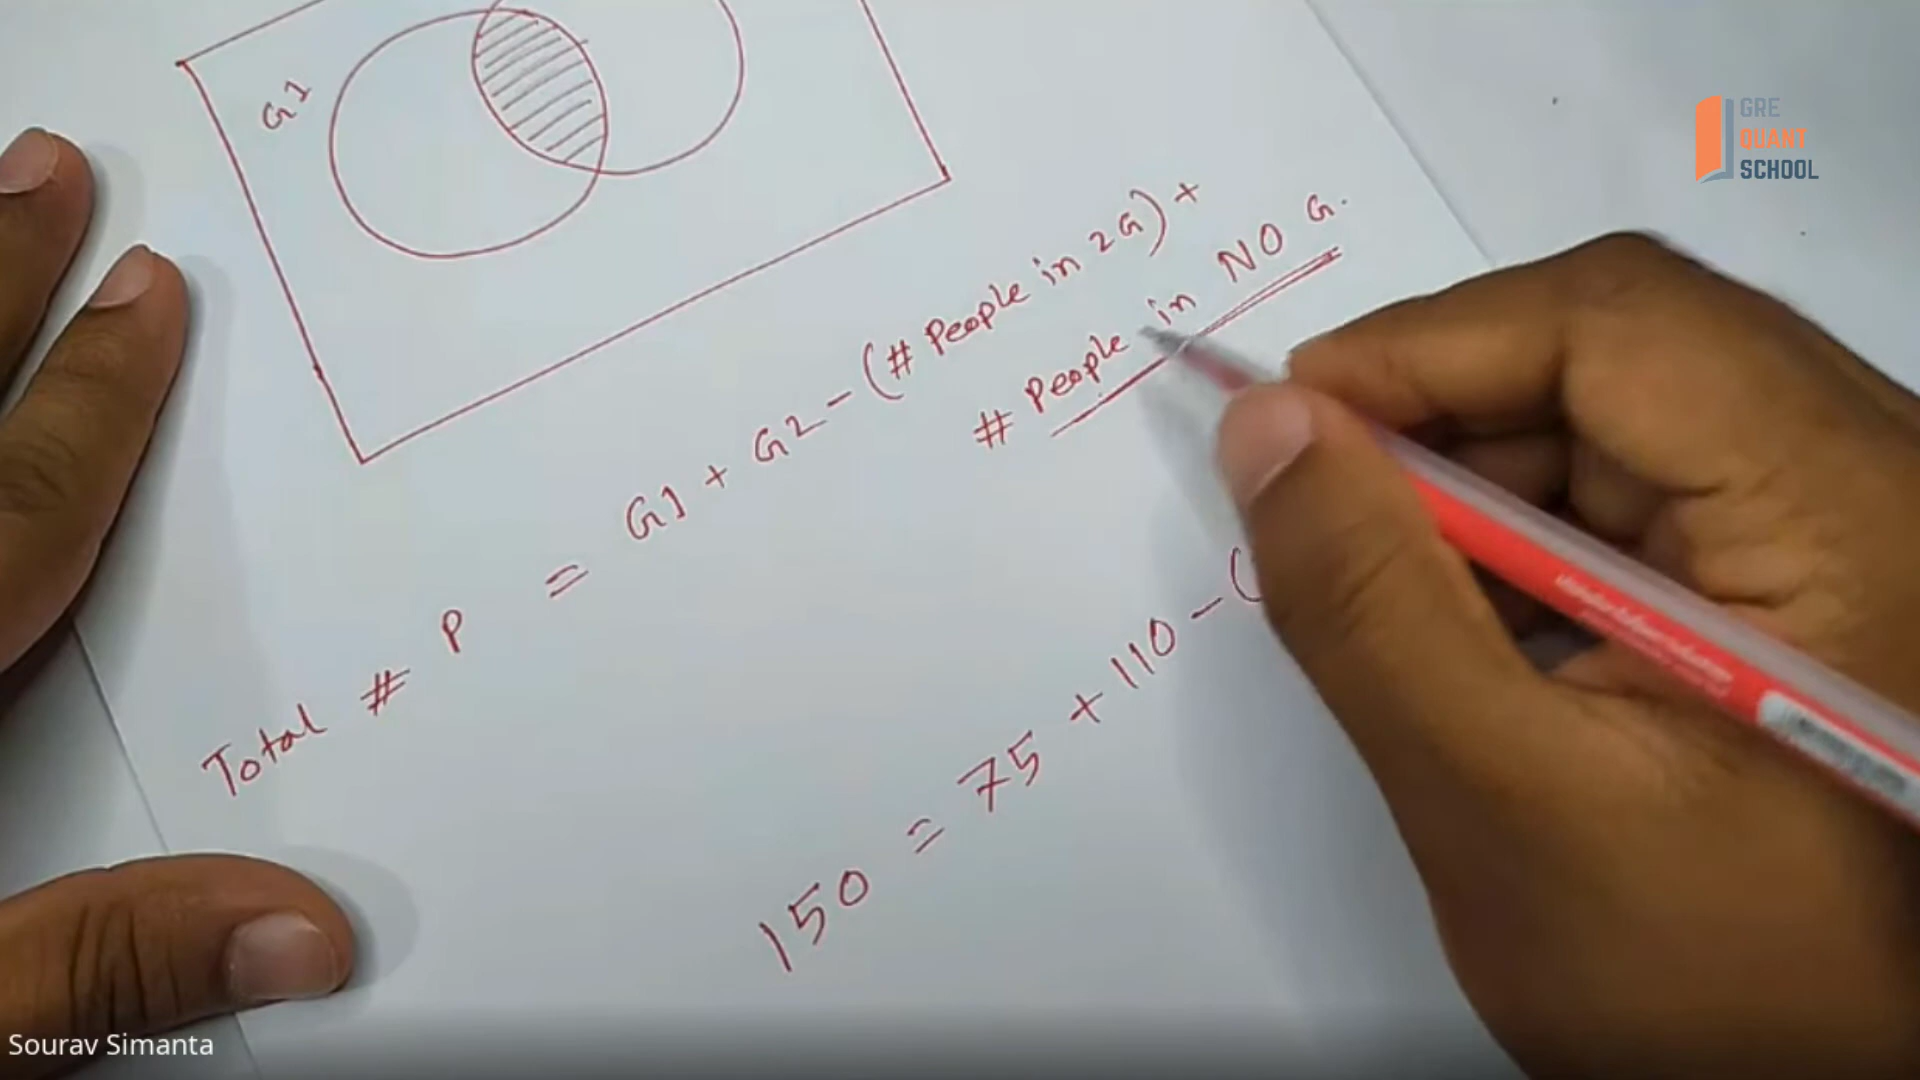 GRE
QUANT
SCHOOL
G1
Total # P = G1 + G2 - (# People in 2G) +
# People in NO G.
150 = 75 + 110 - (
Sourav Simanta